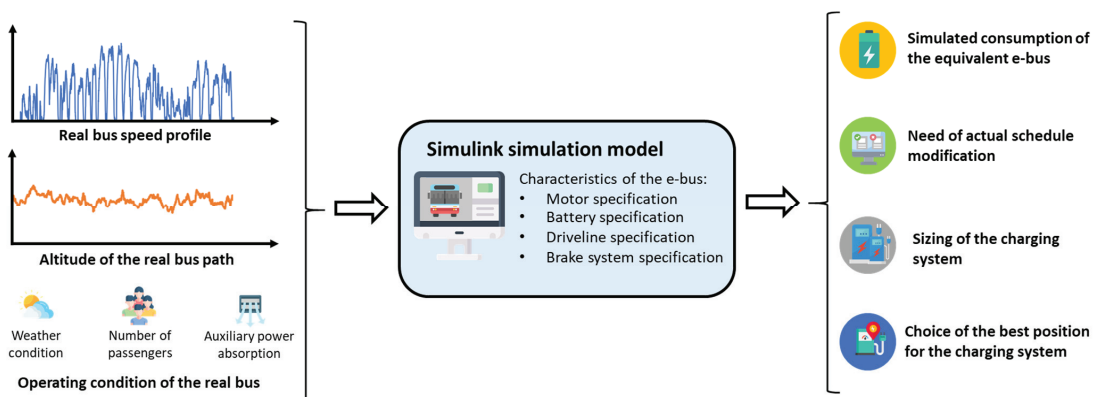 Real bus speed profile
Altitude of the real bus path
Weather
condition
Number of
passengers
Auxiliary power
absorption
Operating condition of the real bus
Simulink simulation model
Characteristics of the e-bus:
• Motor specification
• Battery specification
• Driveline specification
• Brake system specification
Simulated consumption of
the equivalent e-bus
Need of actual schedule
modification
Sizing of the charging
system
Choice of the best position
for the charging system